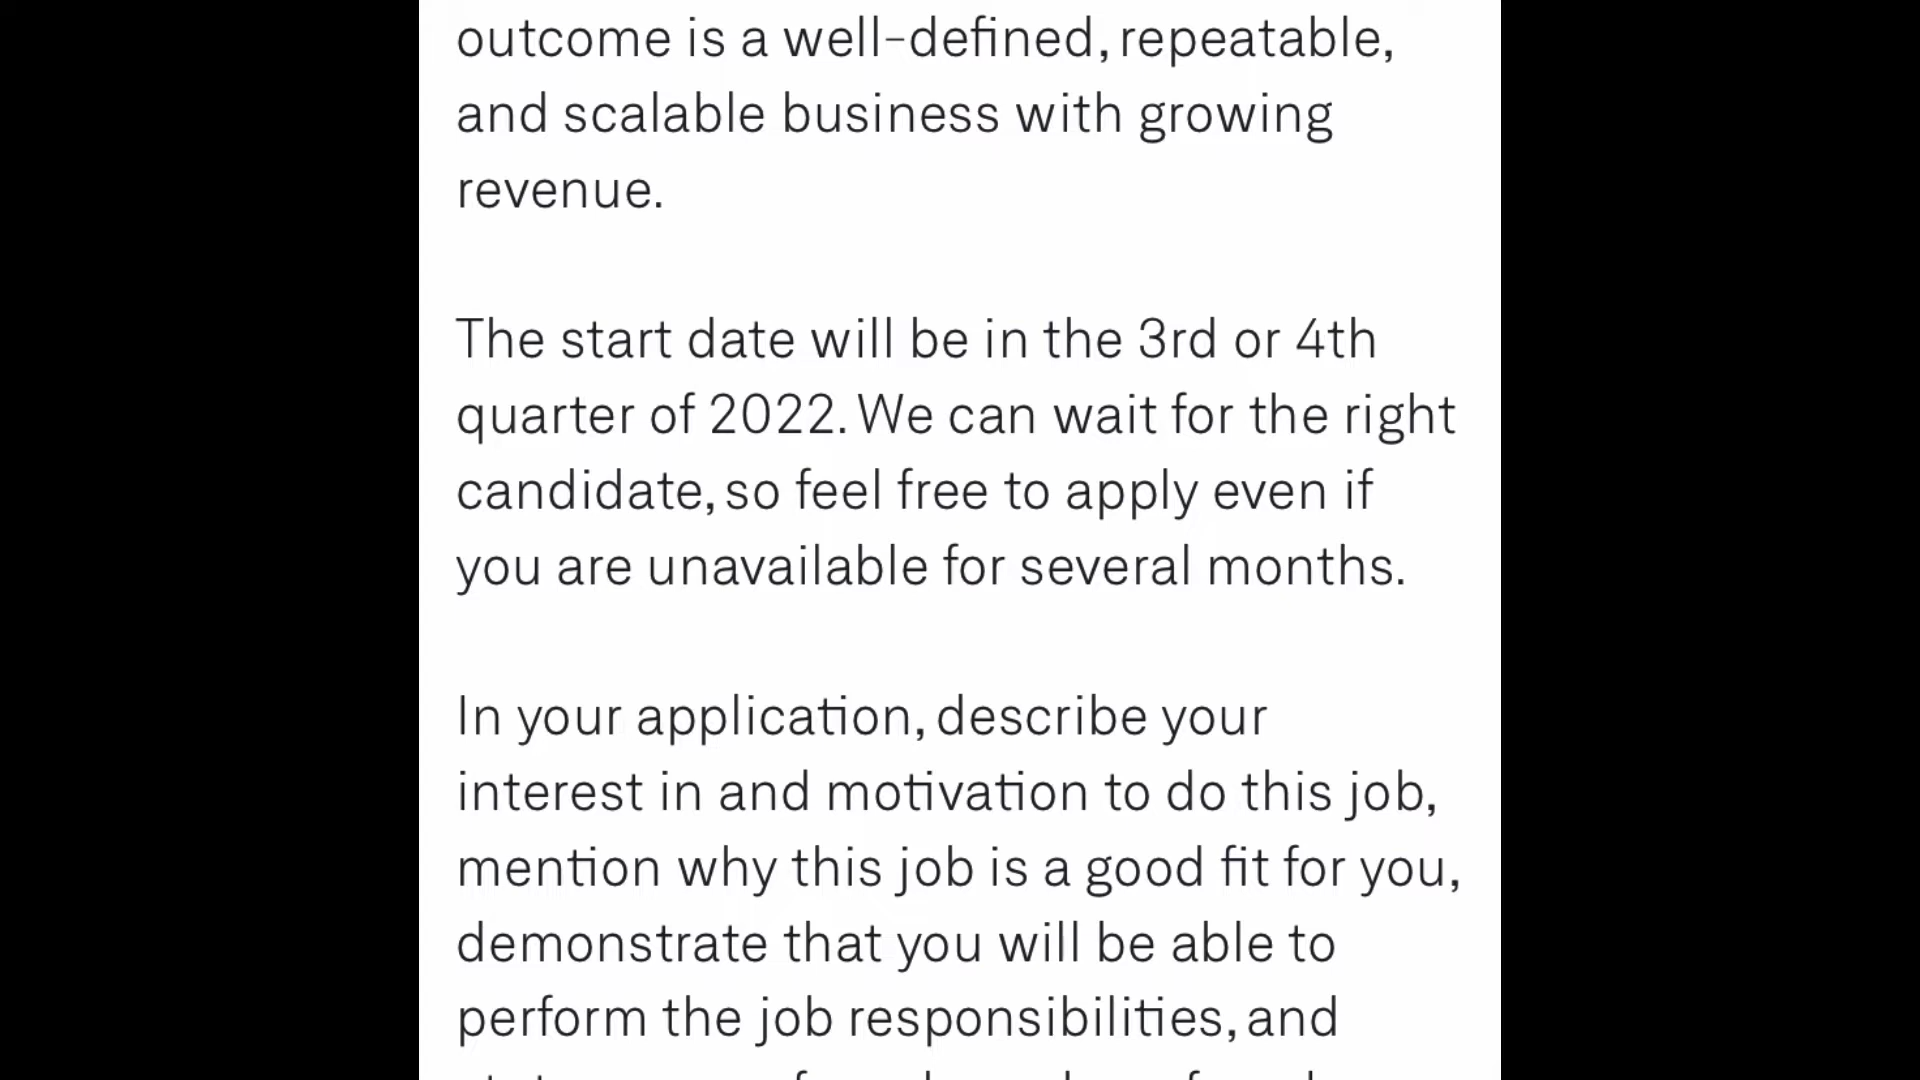 outcome is a well-defined, repeatable,
and scalable business with growing
revenue.
The start date will be in the 3rd or 4th
quarter of 2022. We can wait for the right
candidate, so feel free to apply even if
you are unavailable for several months.
In your application, describe your
interest in and motivation to do this job,
mention why this job is a good fit for you,
demonstrate that you will be able to
perform the job responsibilities, and